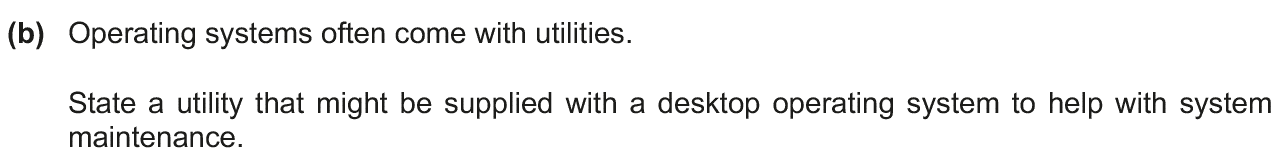 (b) Operating systems often come with utilities.
State a utility that might be supplied with a desktop operating system to help with system
maintenance.